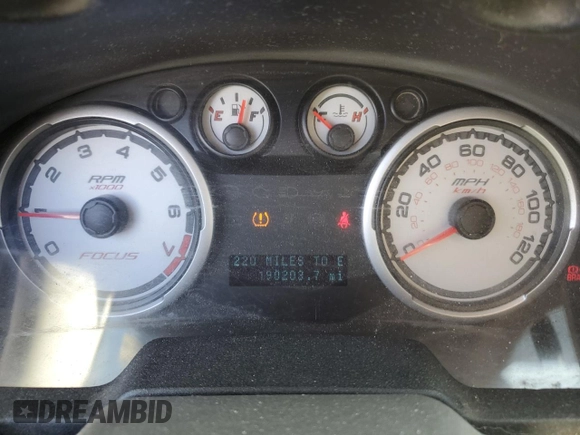 E F
H
0 1 2 3 4 5 6 7
RPM
x1000
FOCUS
0 20 40 60 80 100 120
MPH
km/h
220 MILES TO E
190203.7 mi
DREAMBID